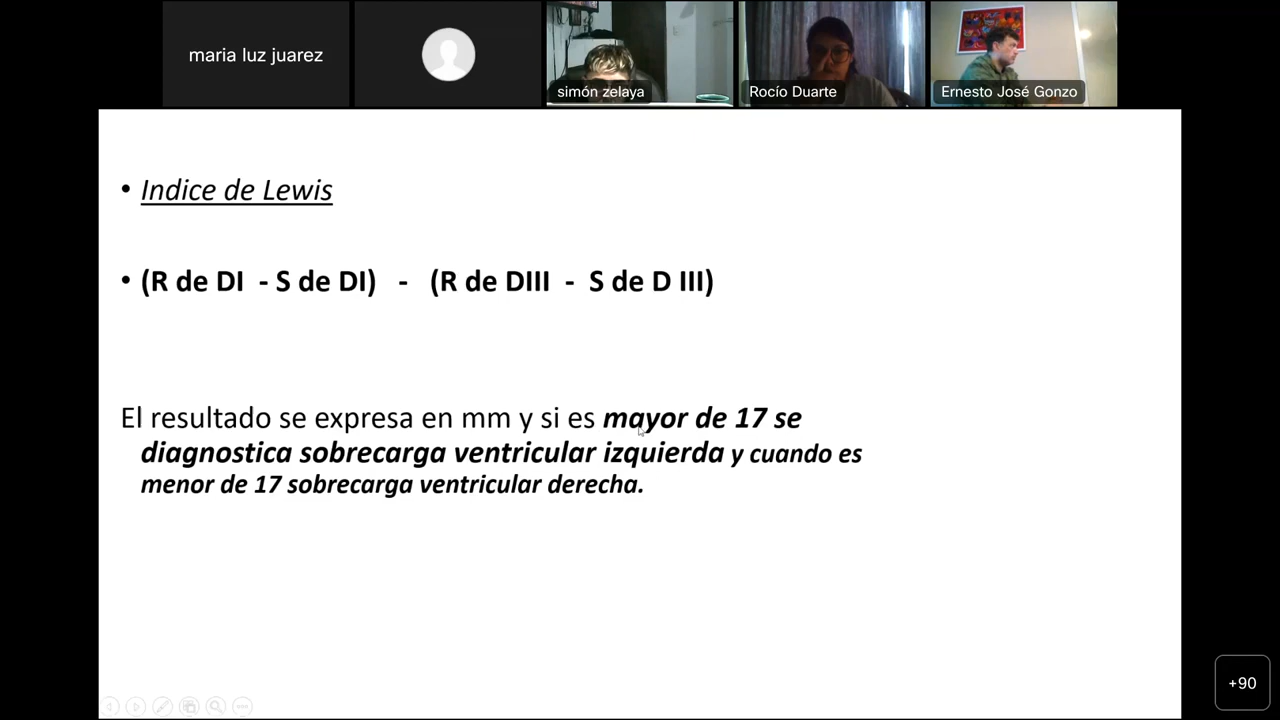 maria luz juarez
simón zelaya
Rocío Duarte
Ernesto José Gonzo
• Indice de Lewis
• (R de DI - S de DI) - (R de DIII - S de D III)
El resultado se expresa en mm y si es mayor de 17 se
diagnostica sobrecarga ventricular izquierda y cuando es
menor de 17 sobrecarga ventricular derecha.
+90